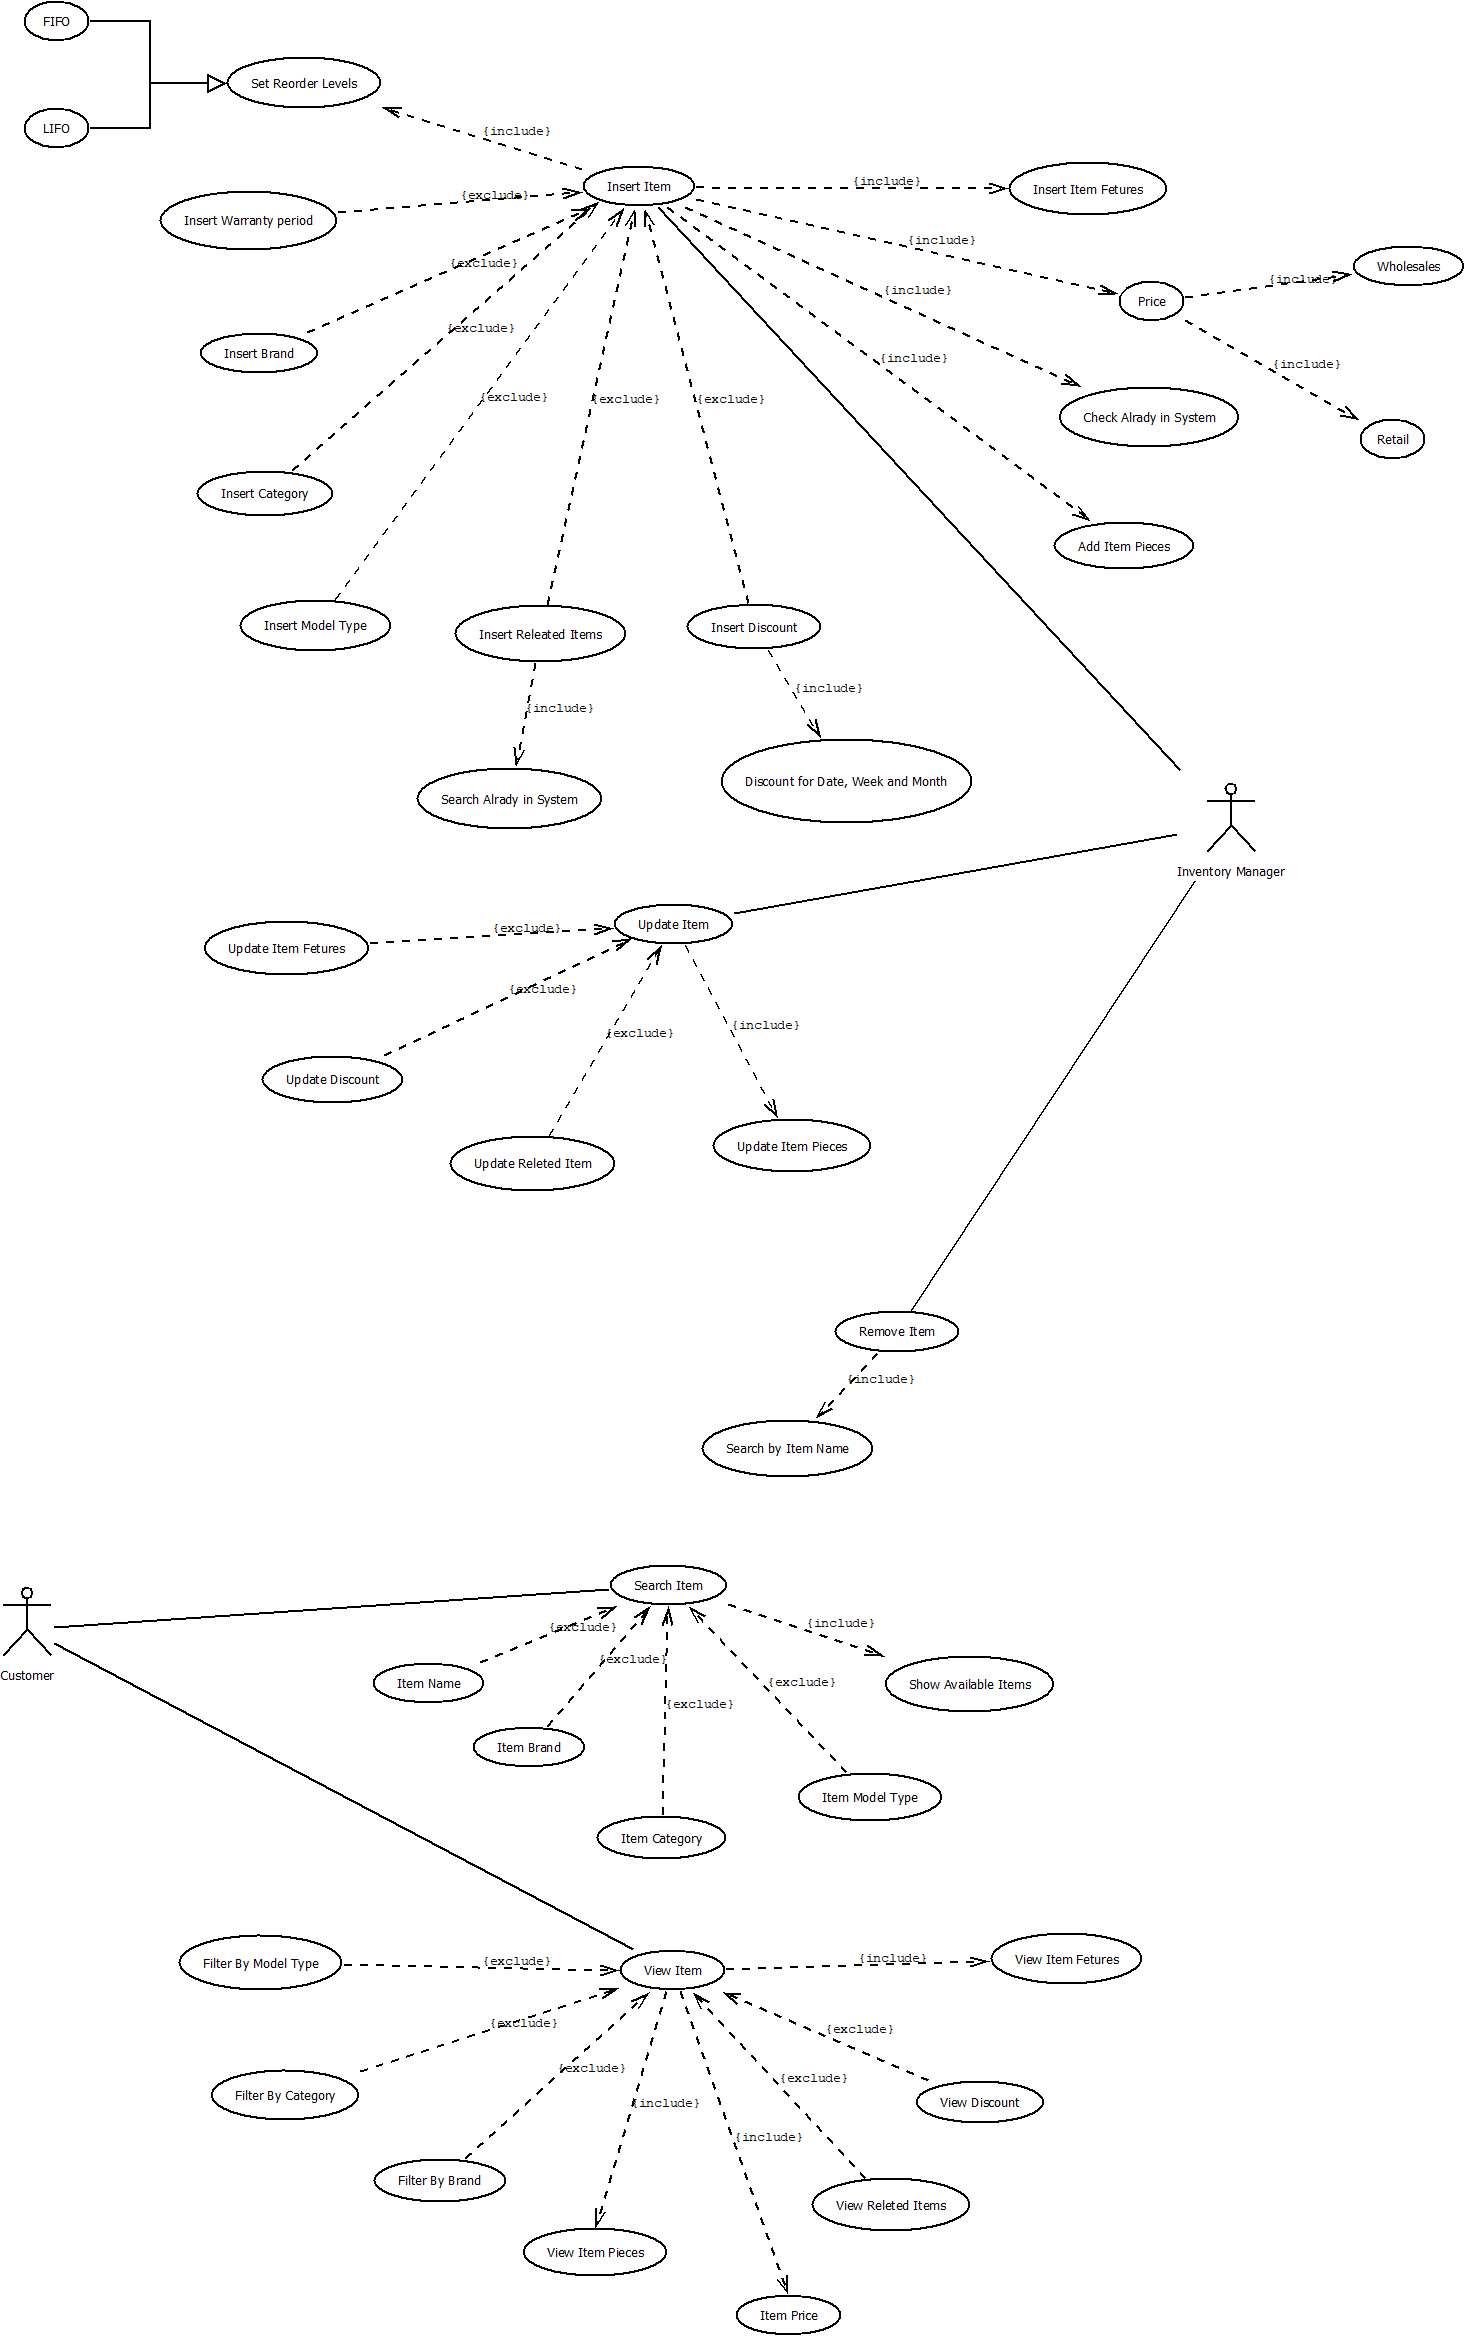 FIFO
Set Reorder Levels
LIFO
{include}
Insert Item
{include}
Insert Item Fetures
{exclude}
Insert Warranty period
{include}
{exclude}
Wholesales
{include}
{include}
Price
{exclude}
Insert Brand
{include}
{include}
{exclude}
{exclude}
{exclude}
Check Alrady in System
Retail
Insert Category
Add Item Pieces
Insert Model Type
Insert Releated Items
Insert Discount
{include}
{include}
Discount for Date, Week and Month
Search Alrady in System
Inventory Manager
Update Item
{exclude}
Update Item Fetures
{exclude}
{include}
{exclude}
Update Discount
Update Item Pieces
Update Releted Item
Remove Item
{include}
Search by Item Name
Search Item
{exclude}
{include}
{exclude}
Customer
Item Name
{exclude}
Show Available Items
{exclude}
Item Brand
Item Model Type
Item Category
Filter By Model Type
{exclude}
View Item
{include}
View Item Fetures
{exclude}
{exclude}
{exclude}
{exclude}
Filter By Category
{include}
View Discount
{include}
Filter By Brand
View Releted Items
View Item Pieces
Item Price